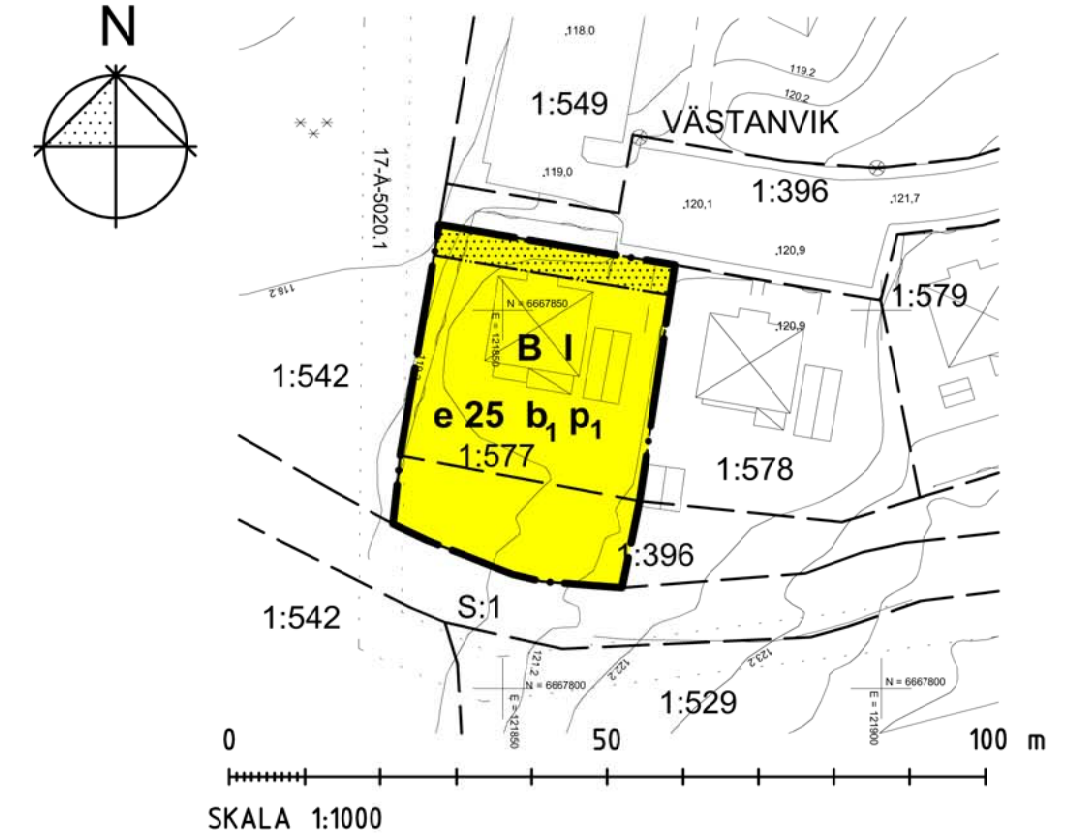 N
118.0
119.2
120.2
1:549
VÄSTANVIK
17-Ä-5020.1
119,0
1:396
120,1
121,7
120,9
118,2
1:579
N = 6667850
E = 121850
120,9
B I
1:542
e 25 b1 p1
1:577
1:578
1:396
S:1
1:542
121,2
122,2
123,2
N = 6667800
E = 121850
N = 6667800
E = 121900
1:529
0 50 100 m
SKALA 1:1000